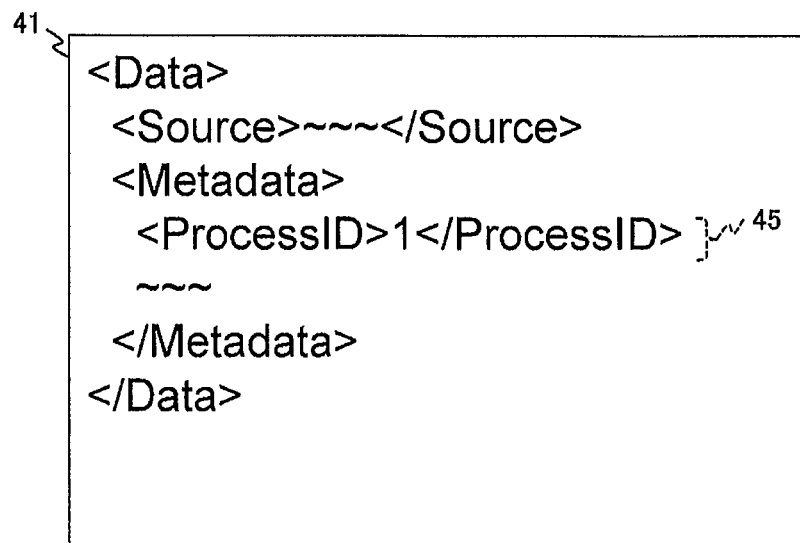 41
<Data>
<Source>~~~</Source>
<Metadata>
<ProcessID>1</ProcessID> 45
~~~
</Metadata>
</Data>